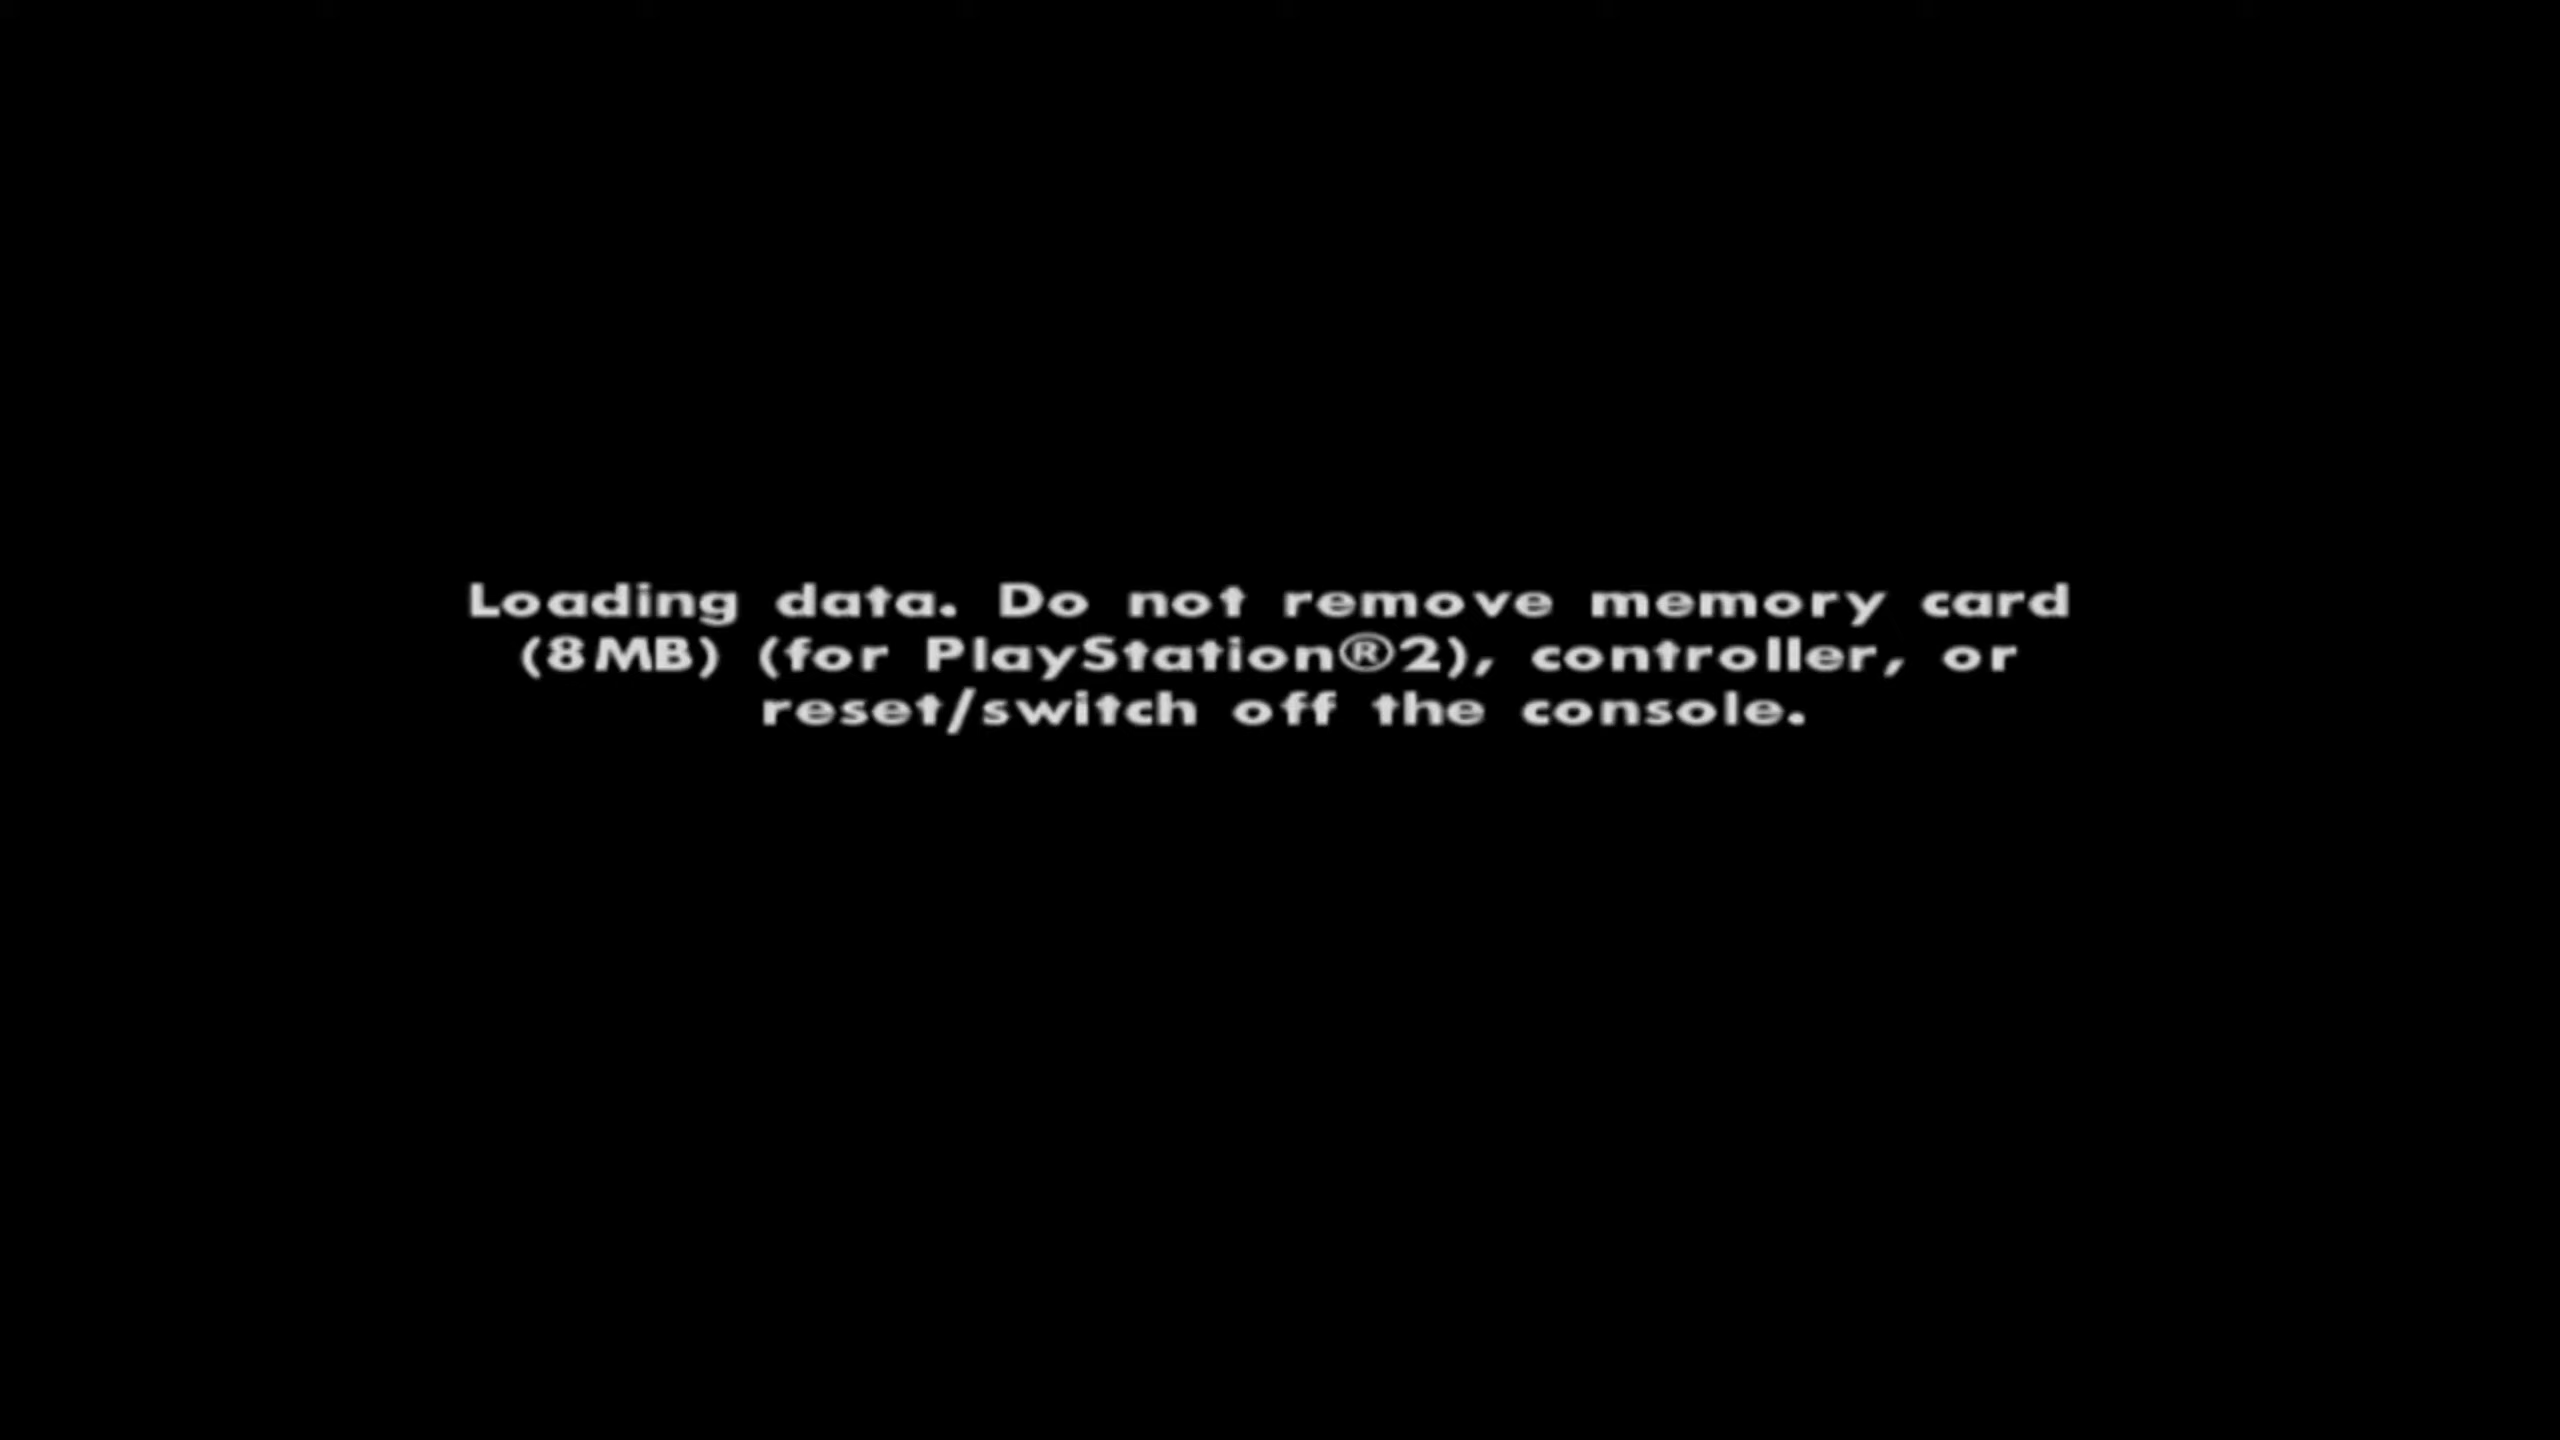 Loading data. Do not remove memory card
(8MB) (for PlayStation®2), controller, or
reset/switch off the console.